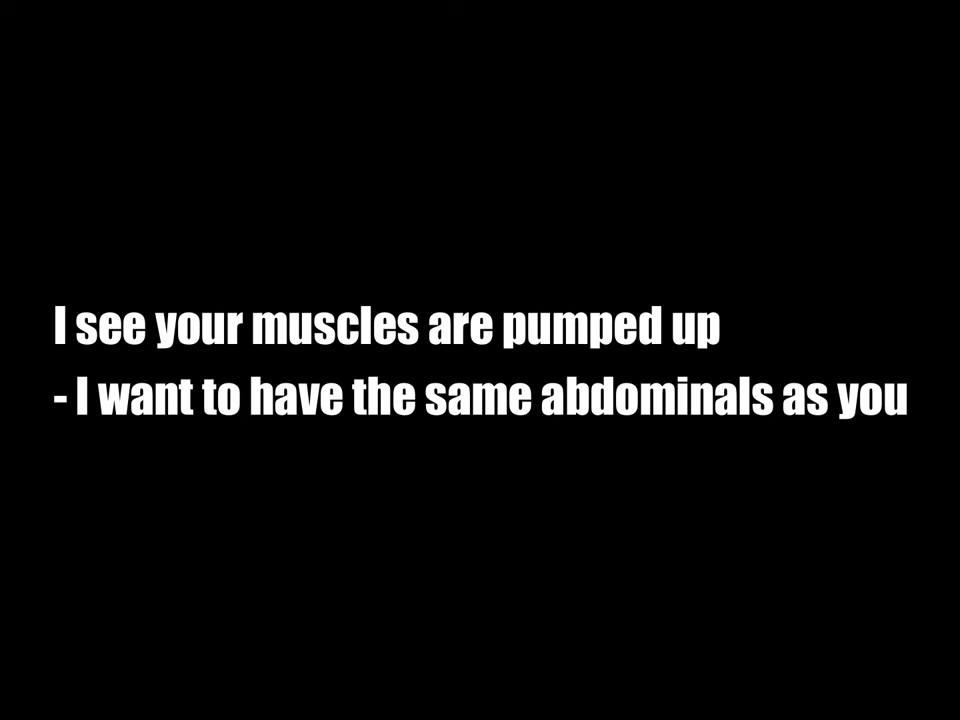 I see your muscles are pumped up
- I want to have the same abdominals as you